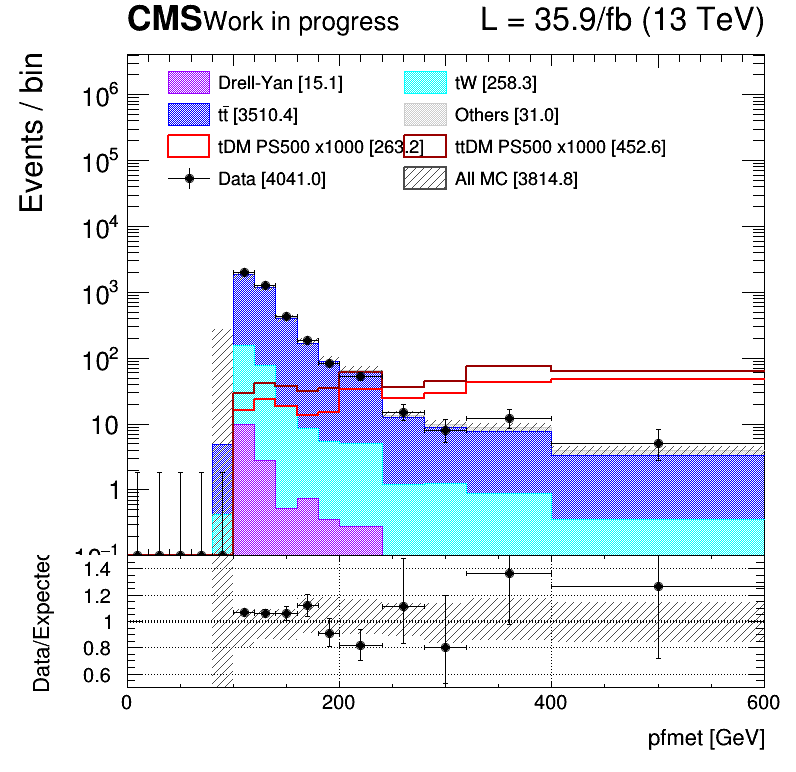 CMS Work in progress L = 35.9/fb (13 TeV)
Events / bin
Drell-Yan [15.1] tW [258.3]
tt̄ [3510.4] Others [31.0]
tDM PS500 x1000 [263.2] ttDM PS500 x1000 [452.6]
Data [4041.0] All MC [3814.8]
10⁶
10⁵
10⁴
10³
10²
10
1
10⁻¹
Data/Expected
1.4
1.2
1
0.8
0.6
0 200 400 600
pfmet [GeV]